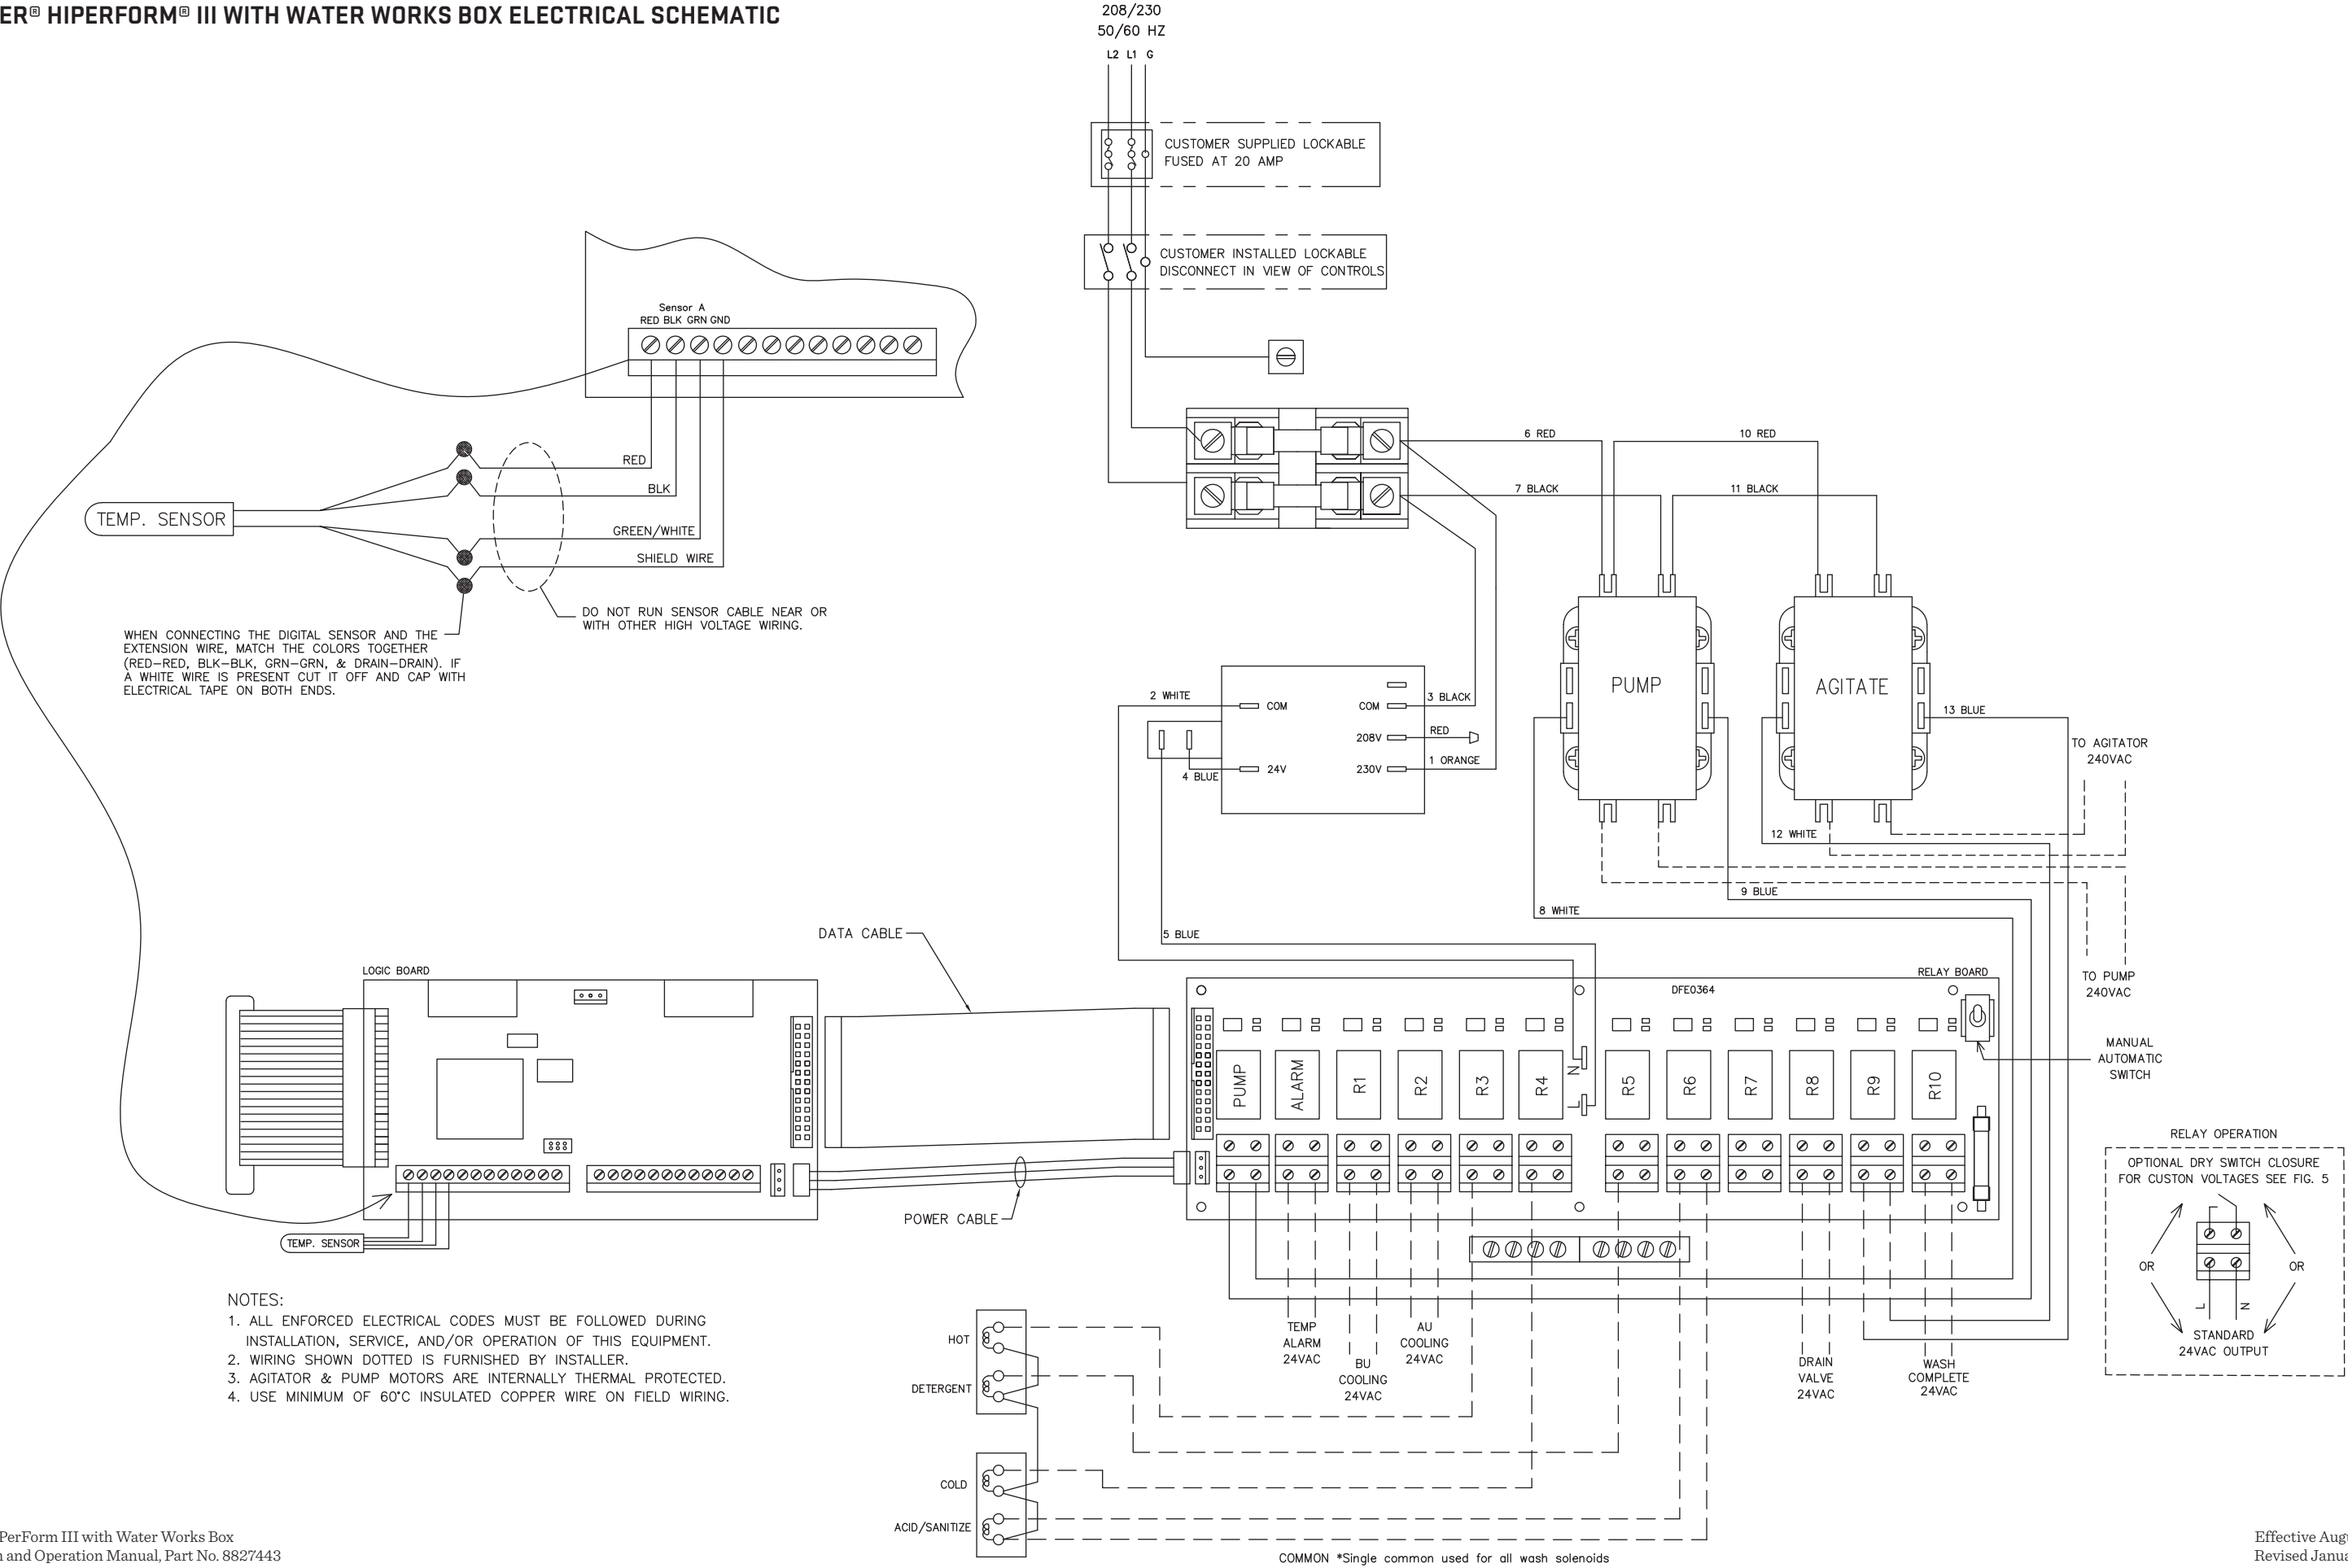 ER® HIPERFORM® III WITH WATER WORKS BOX ELECTRICAL SCHEMATIC
208/230
50/60 HZ
L2 L1 G
CUSTOMER SUPPLIED LOCKABLE
FUSED AT 20 AMP
CUSTOMER INSTALLED LOCKABLE
DISCONNECT IN VIEW OF CONTROLS
Sensor A
RED BLK GRN GND
RED
BLK
GREEN/WHITE
SHIELD WIRE
TEMP. SENSOR
DO NOT RUN SENSOR CABLE NEAR OR
WITH OTHER HIGH VOLTAGE WIRING.
WHEN CONNECTING THE DIGITAL SENSOR AND THE
EXTENSION WIRE, MATCH THE COLORS TOGETHER
(RED-RED, BLK-BLK, GRN-GRN, & DRAIN-DRAIN). IF
A WHITE WIRE IS PRESENT CUT IT OFF AND CAP WITH
ELECTRICAL TAPE ON BOTH ENDS.
6 RED
10 RED
7 BLACK
11 BLACK
PUMP
AGITATE
2 WHITE
COM
COM
3 BLACK
208V
RED
4 BLUE
24V
230V
1 ORANGE
13 BLUE
TO AGITATOR
240VAC
12 WHITE
9 BLUE
8 WHITE
5 BLUE
TO PUMP
240VAC
DATA CABLE
LOGIC BOARD
RELAY BOARD
DFE0364
MANUAL
AUTOMATIC
SWITCH
PUMP
ALARM
R1
R2
R3
R4
N
L
R5
R6
R7
R8
R9
R10
POWER CABLE
TEMP. SENSOR
RELAY OPERATION
OPTIONAL DRY SWITCH CLOSURE
FOR CUSTON VOLTAGES SEE FIG. 5
OR
OR
L
N
STANDARD
24VAC OUTPUT
NOTES:
1. ALL ENFORCED ELECTRICAL CODES MUST BE FOLLOWED DURING
INSTALLATION, SERVICE, AND/OR OPERATION OF THIS EQUIPMENT.
2. WIRING SHOWN DOTTED IS FURNISHED BY INSTALLER.
3. AGITATOR & PUMP MOTORS ARE INTERNALLY THERMAL PROTECTED.
4. USE MINIMUM OF 60°C INSULATED COPPER WIRE ON FIELD WIRING.
HOT
DETERGENT
COLD
ACID/SANITIZE
TEMP
ALARM
24VAC
BU
COOLING
24VAC
AU
COOLING
24VAC
DRAIN
VALVE
24VAC
WASH
COMPLETE
24VAC
COMMON *Single common used for all wash solenoids
PerForm III with Water Works Box
n and Operation Manual, Part No. 8827443
Effective Augu
Revised Janua